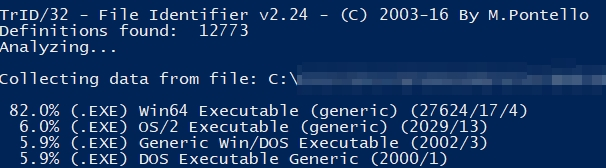 TrID/32 - File Identifier v2.24 - (C) 2003-16 By M.Pontello
Definitions found:  12773
Analyzing...
Collecting data from file: C:\
82.0% (.EXE) Win64 Executable (generic) (27624/17/4)
6.0% (.EXE) OS/2 Executable (generic) (2029/13)
5.9% (.EXE) Generic Win/DOS Executable (2002/3)
5.9% (.EXE) DOS Executable Generic (2000/1)